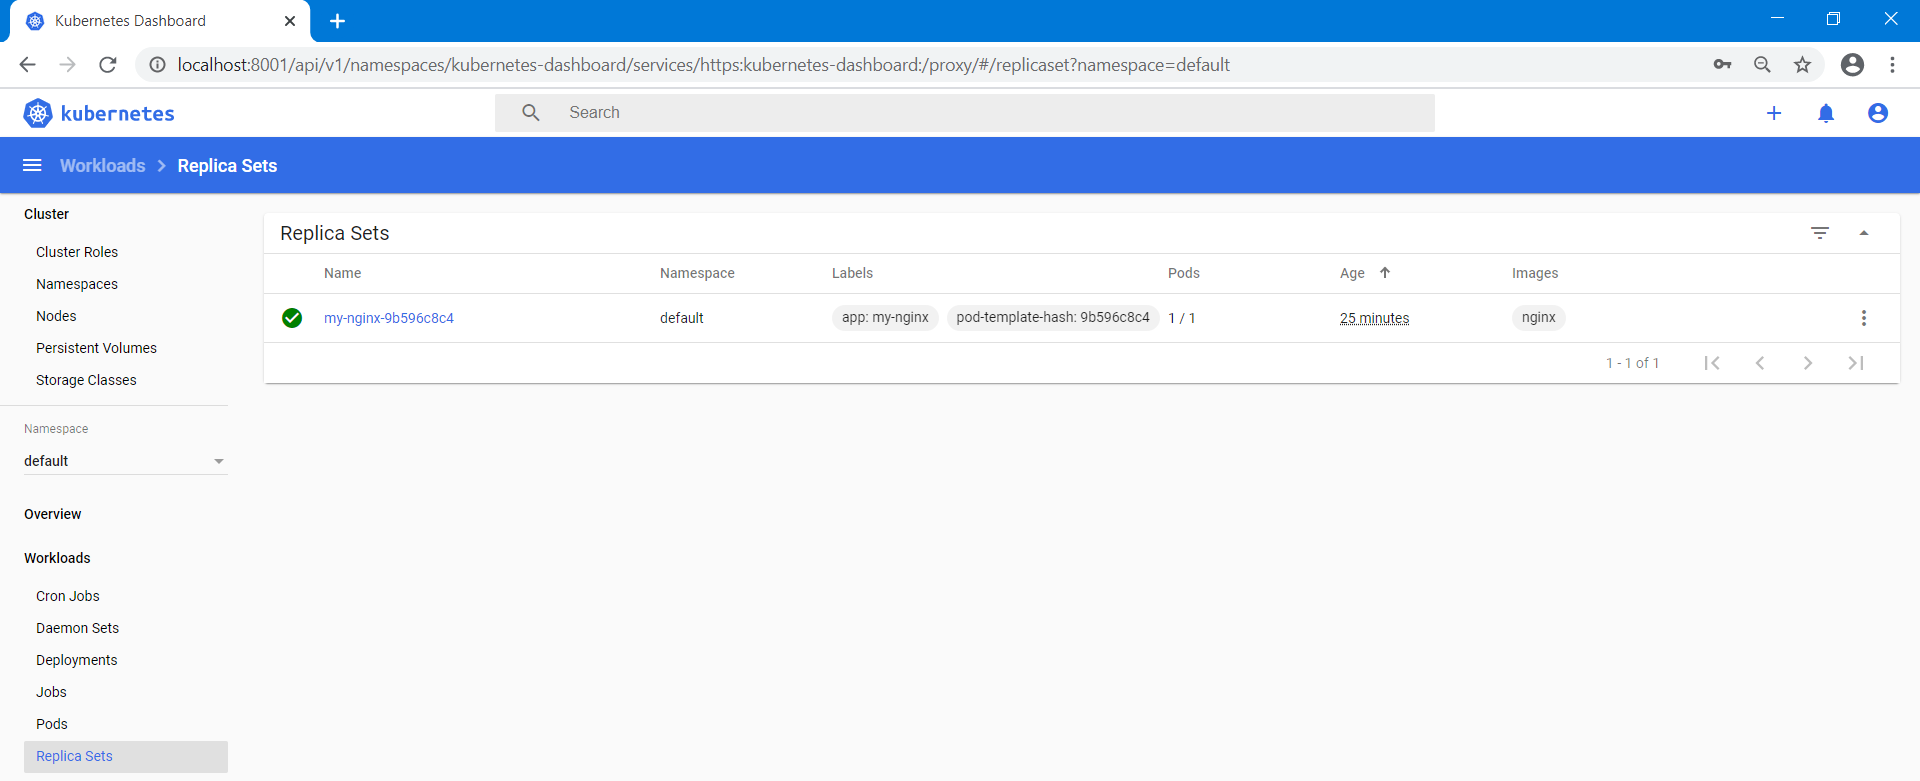 Kubernetes Dashboard
localhost:8001/api/v1/namespaces/kubernetes-dashboard/services/https:kubernetes-dashboard:/proxy/#/replicaset?namespace=default
kubernetes
Search
Workloads > Replica Sets
Cluster
Cluster Roles
Namespaces
Nodes
Persistent Volumes
Storage Classes
Namespace
default
Overview
Workloads
Cron Jobs
Daemon Sets
Deployments
Jobs
Pods
Replica Sets
Replica Sets
Name Namespace Labels Pods Age Images
my-nginx-9b596c8c4 default app: my-nginx pod-template-hash: 9b596c8c4 1 / 1 25 minutes nginx
1 - 1 of 1